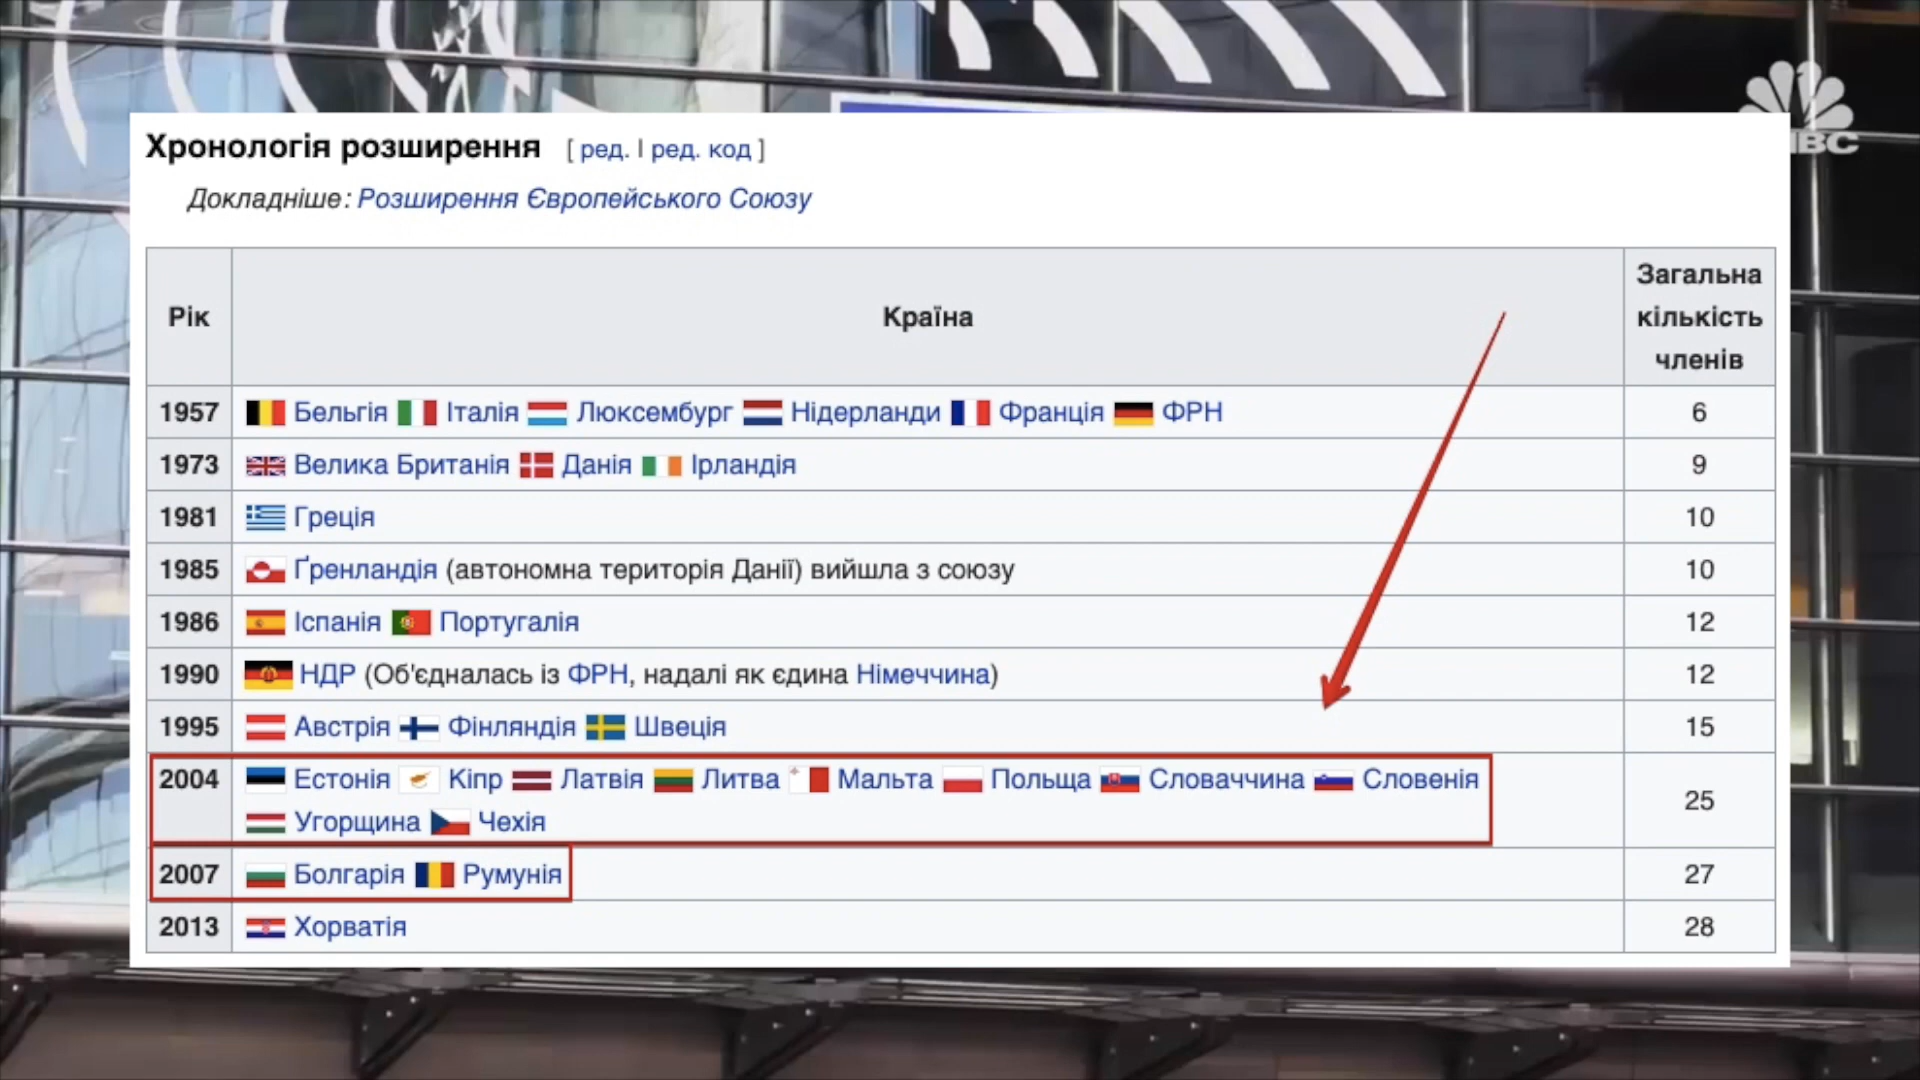 Хронологія розширення [ ред. | ред. код ]
Докладніше: Розширення Європейського Союзу
Рік Країна Загальна кількість членів
1957 Бельгія Італія Люксембург Нідерланди Франція ФРН 6
1973 Велика Британія Данія Ірландія 9
1981 Греція 10
1985 Ґренландія (автономна територія Данії) вийшла з союзу 10
1986 Іспанія Португалія 12
1990 НДР (Об'єдналась із ФРН, надалі як єдина Німеччина) 12
1995 Австрія Фінляндія Швеція 15
2004 Естонія Кіпр Латвія Литва Мальта Польща Словаччина Словенія
Угорщина Чехія 25
2007 Болгарія Румунія 27
2013 Хорватія 28